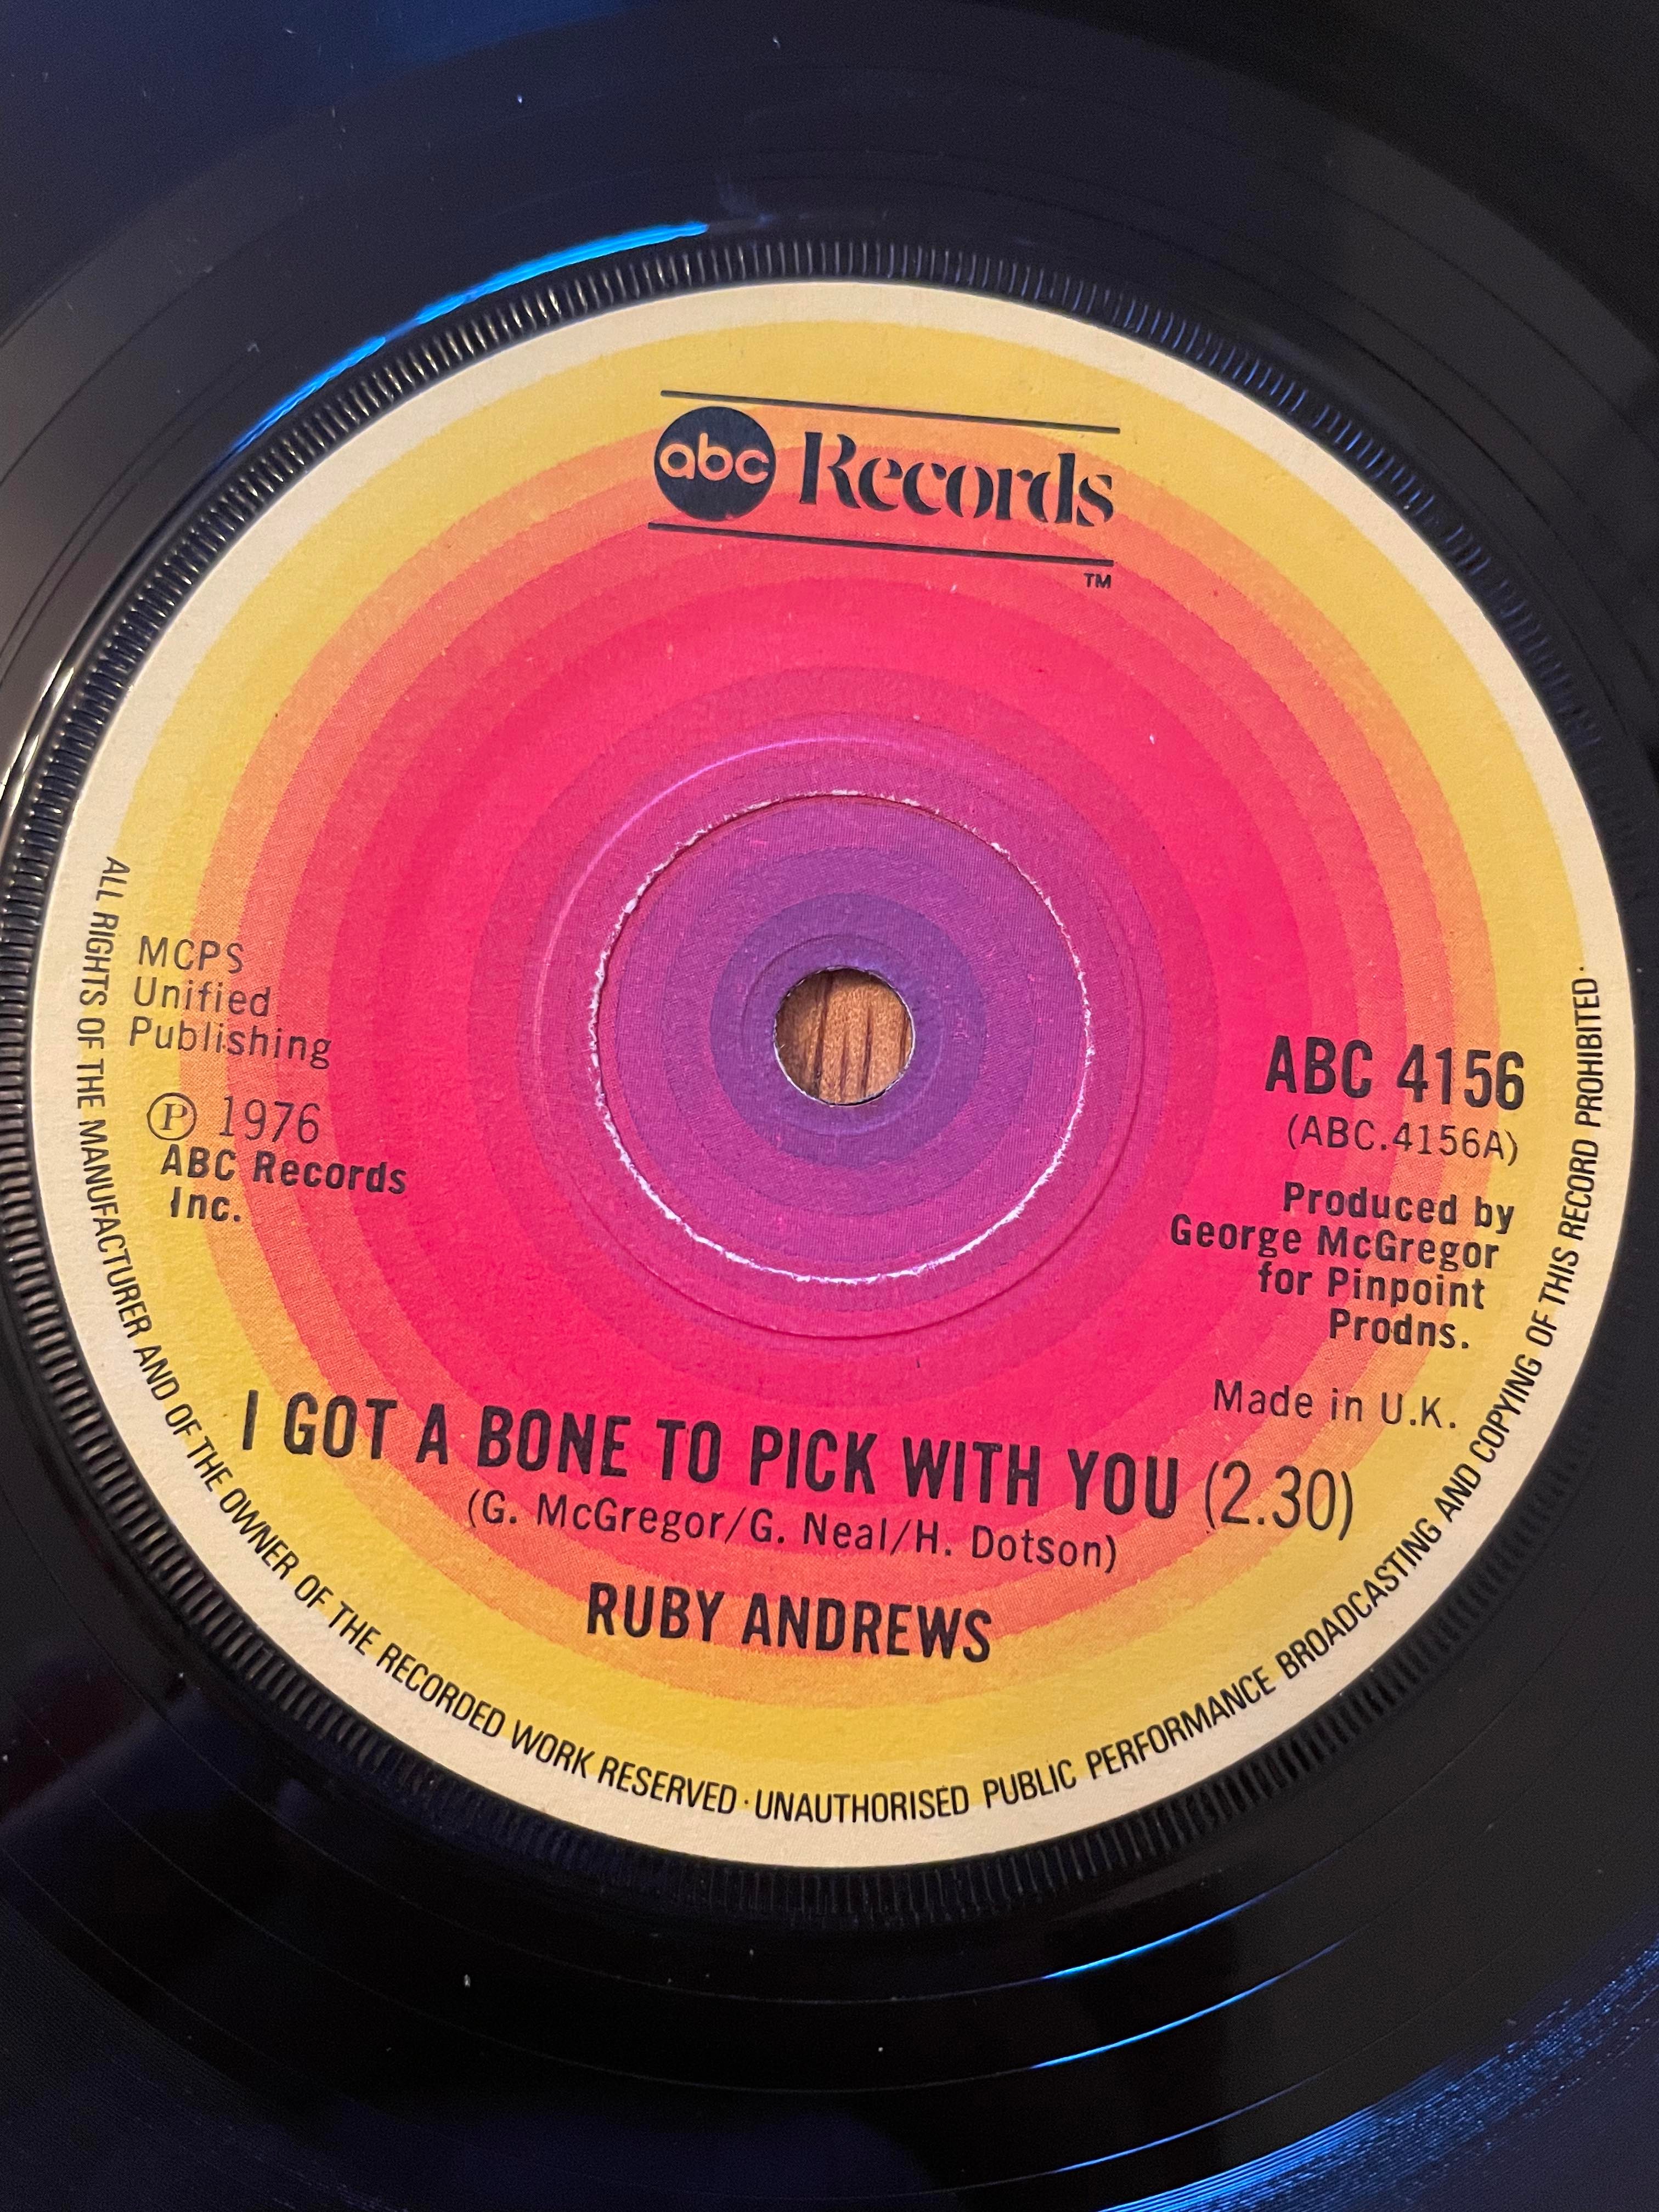 abc Records
TM
MCPS
Unified
Publishing
Ⓟ 1976
ABC Records
Inc.
ABC 4156
(ABC.4156A)
Produced by
George McGregor
for Pinpoint
Prodns.
Made in U.K.
I GOT A BONE TO PICK WITH YOU (2.30)
(G. McGregor/G. Neal/H. Dotson)
RUBY ANDREWS
ALL RIGHTS OF THE MANUFACTURER AND OF THE OWNER OF THE RECORDED WORK RESERVED · UNAUTHORISED PUBLIC PERFORMANCE BROADCASTING AND COPYING OF THIS RECORD PROHIBITED ·